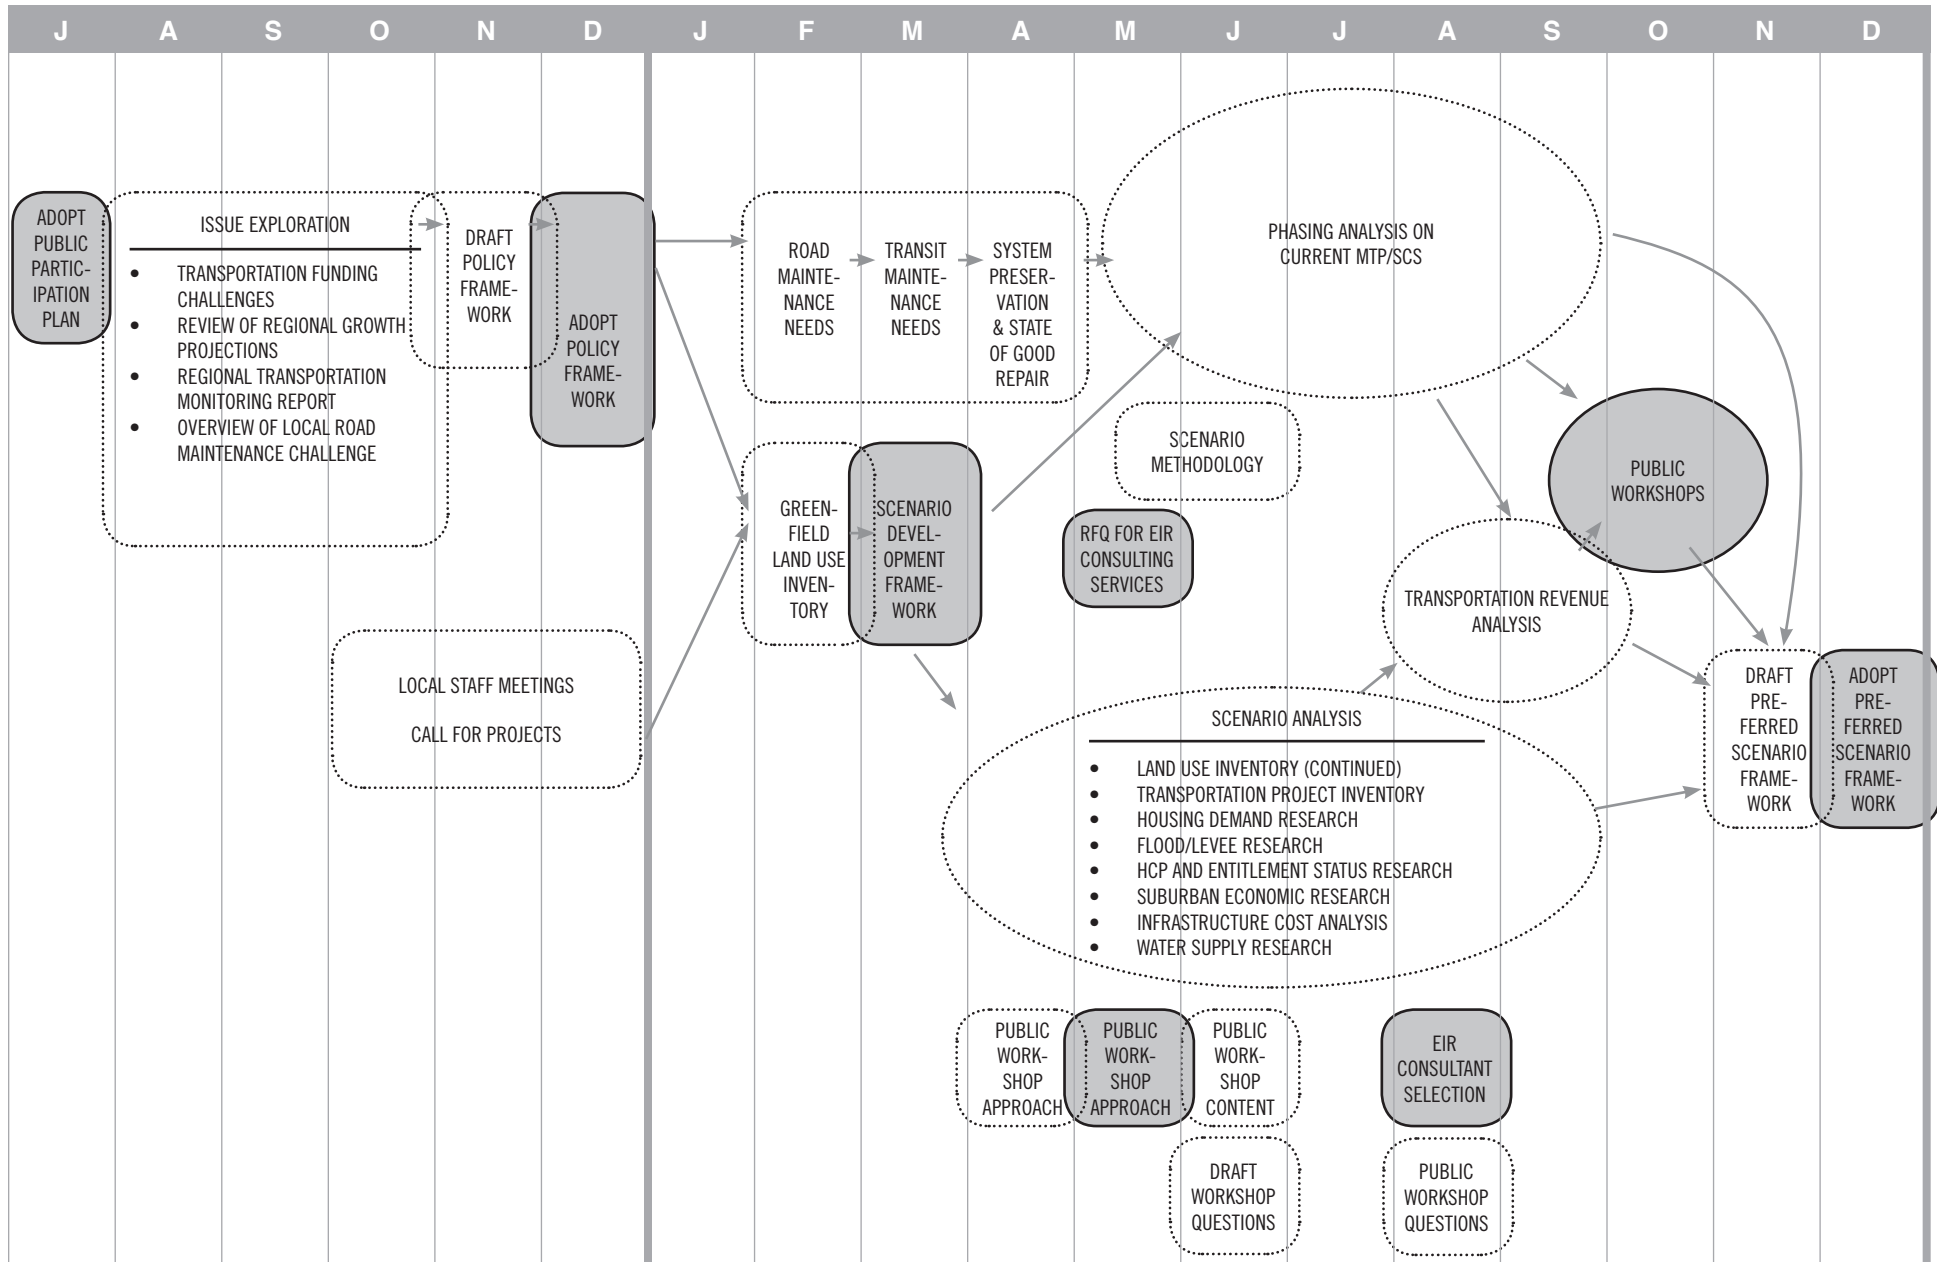 J A S O N D J F M A M J J A S O N D
ADOPT
PUBLIC
PARTIC-
IPATION
PLAN
ISSUE EXPLORATION
• TRANSPORTATION FUNDING
CHALLENGES
• REVIEW OF REGIONAL GROWTH
PROJECTIONS
• REGIONAL TRANSPORTATION
MONITORING REPORT
• OVERVIEW OF LOCAL ROAD
MAINTENANCE CHALLENGE
DRAFT
POLICY
FRAME-
WORK
ADOPT
POLICY
FRAME-
WORK
LOCAL STAFF MEETINGS
CALL FOR PROJECTS
ROAD
MAINTE-
NANCE
NEEDS
TRANSIT
MAINTE-
NANCE
NEEDS
SYSTEM
PRESER-
VATION
& STATE
OF GOOD
REPAIR
PHASING ANALYSIS ON
CURRENT MTP/SCS
GREEN-
FIELD
LAND USE
INVEN-
TORY
SCENARIO
DEVEL-
OPMENT
FRAME-
WORK
SCENARIO
METHODOLOGY
RFQ FOR EIR
CONSULTING
SERVICES
PUBLIC
WORKSHOPS
TRANSPORTATION REVENUE
ANALYSIS
SCENARIO ANALYSIS
• LAND USE INVENTORY (CONTINUED)
• TRANSPORTATION PROJECT INVENTORY
• HOUSING DEMAND RESEARCH
• FLOOD/LEVEE RESEARCH
• HCP AND ENTITLEMENT STATUS RESEARCH
• SUBURBAN ECONOMIC RESEARCH
• INFRASTRUCTURE COST ANALYSIS
• WATER SUPPLY RESEARCH
DRAFT
PRE-
FERRED
SCENARIO
FRAME-
WORK
ADOPT
PRE-
FERRED
SCENARIO
FRAME-
WORK
PUBLIC
WORK-
SHOP
APPROACH
PUBLIC
WORK-
SHOP
APPROACH
PUBLIC
WORK-
SHOP
CONTENT
EIR
CONSULTANT
SELECTION
DRAFT
WORKSHOP
QUESTIONS
PUBLIC
WORKSHOP
QUESTIONS